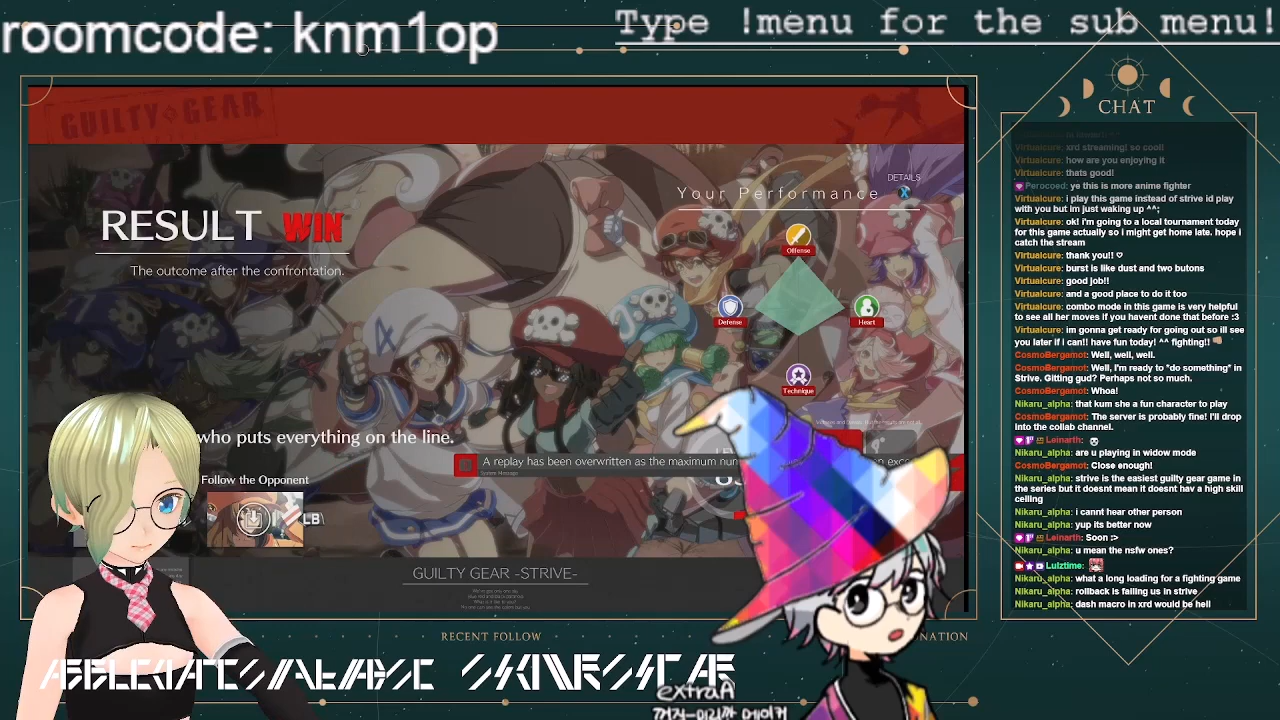 roomcode: knm1op
Type !menu for the sub menu!
GUILTY GEAR
RESULT WIN
The outcome after the confrontation.
Your Performance
DETAILS
Offense
Defense
Heart
Technique
who puts everything on the line.
A replay has been overwritten as the maximum num
Follow the Opponent
GUILTY GEAR -STRIVE-
RECENT FOLLOW
NATION
extraA
CHAT
Virtualcure: xrd streaming! so cool!
Virtualcure: how are you enjoying it
Virtualcure: thats good!
Perocoed: ye this is more anime fighter
Virtualcure: i play this game instead of strive id play
with you but im just waking up ^^;
Virtualcure: ok! i'm going to a local tournament today
for this game actually so i might get home late. hope i
catch the stream
Virtualcure: thank you!! ♡
Virtualcure: burst is like dust and two butons
Virtualcure: good job!!
Virtualcure: and a good place to do it too
Virtualcure: combo mode in this game is very helpful
to see all her moves if you havent done that before :3
Virtualcure: im gonna get ready for going out so ill see
you later if i can!! have fun today! ^^ fighting!!
CosmoBergamot: Well, well, well.
CosmoBergamot: Well, I'm ready to *do something* in
Strive. Gitting gud? Perhaps not so much.
CosmoBergamot: Whoa!
Nikaru_alpha: that kum she a fun character to play
CosmoBergamot: The server is probably fine! I'll drop
into the collab channel.
Leinarth:
Nikaru_alpha: are u playing in widow mode
CosmoBergamot: Close enough!
Nikaru_alpha: strive is the easiest guilty gear game in
the series but it doesnt mean it doesnt hav a high skill
ceiling
Nikaru_alpha: i cannt hear other person
Nikaru_alpha: yup its better now
Leinarth: Soon :>
Nikaru_alpha: u mean the nsfw ones?
Lulztime:
Nikaru_alpha: what a long loading for a fighting game
Nikaru_alpha: rollback is failing us in strive
Nikaru_alpha: dash macro in xrd would be hell